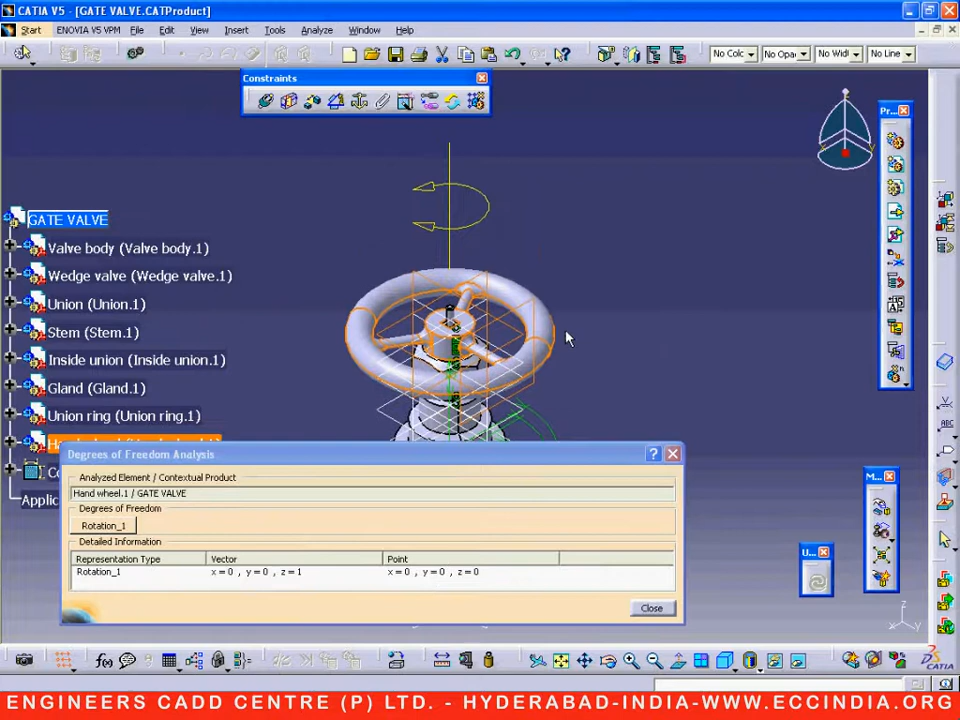 CATIA V5 - [GATE VALVE.CATProduct]
Start ENOVIA V5 VPM File Edit View Insert Tools Analyze Window Help
No Colo No Opa No Widt No Line
Constraints
Pr...
GATE VALVE
Valve body (Valve body.1)
Wedge valve (Wedge valve.1)
Union (Union.1)
Stem (Stem.1)
Inside union (Inside union.1)
Gland (Gland.1)
Union ring (Union ring.1)
Co
Applic
Degrees of Freedom Analysis
Analyzed Element / Contextual Product
Hand wheel.1 / GATE VALVE
Degrees of Freedom
Rotation_1
Detailed Information
Representation Type Vector Point
Rotation_1 x = 0 , y = 0 , z = 1 x = 0 , y = 0 , z = 0
Close
M...
U...
ENGINEERS CADD CENTRE (P) LTD. - HYDERABAD-INDIA-WWW.ECCINDIA.ORG